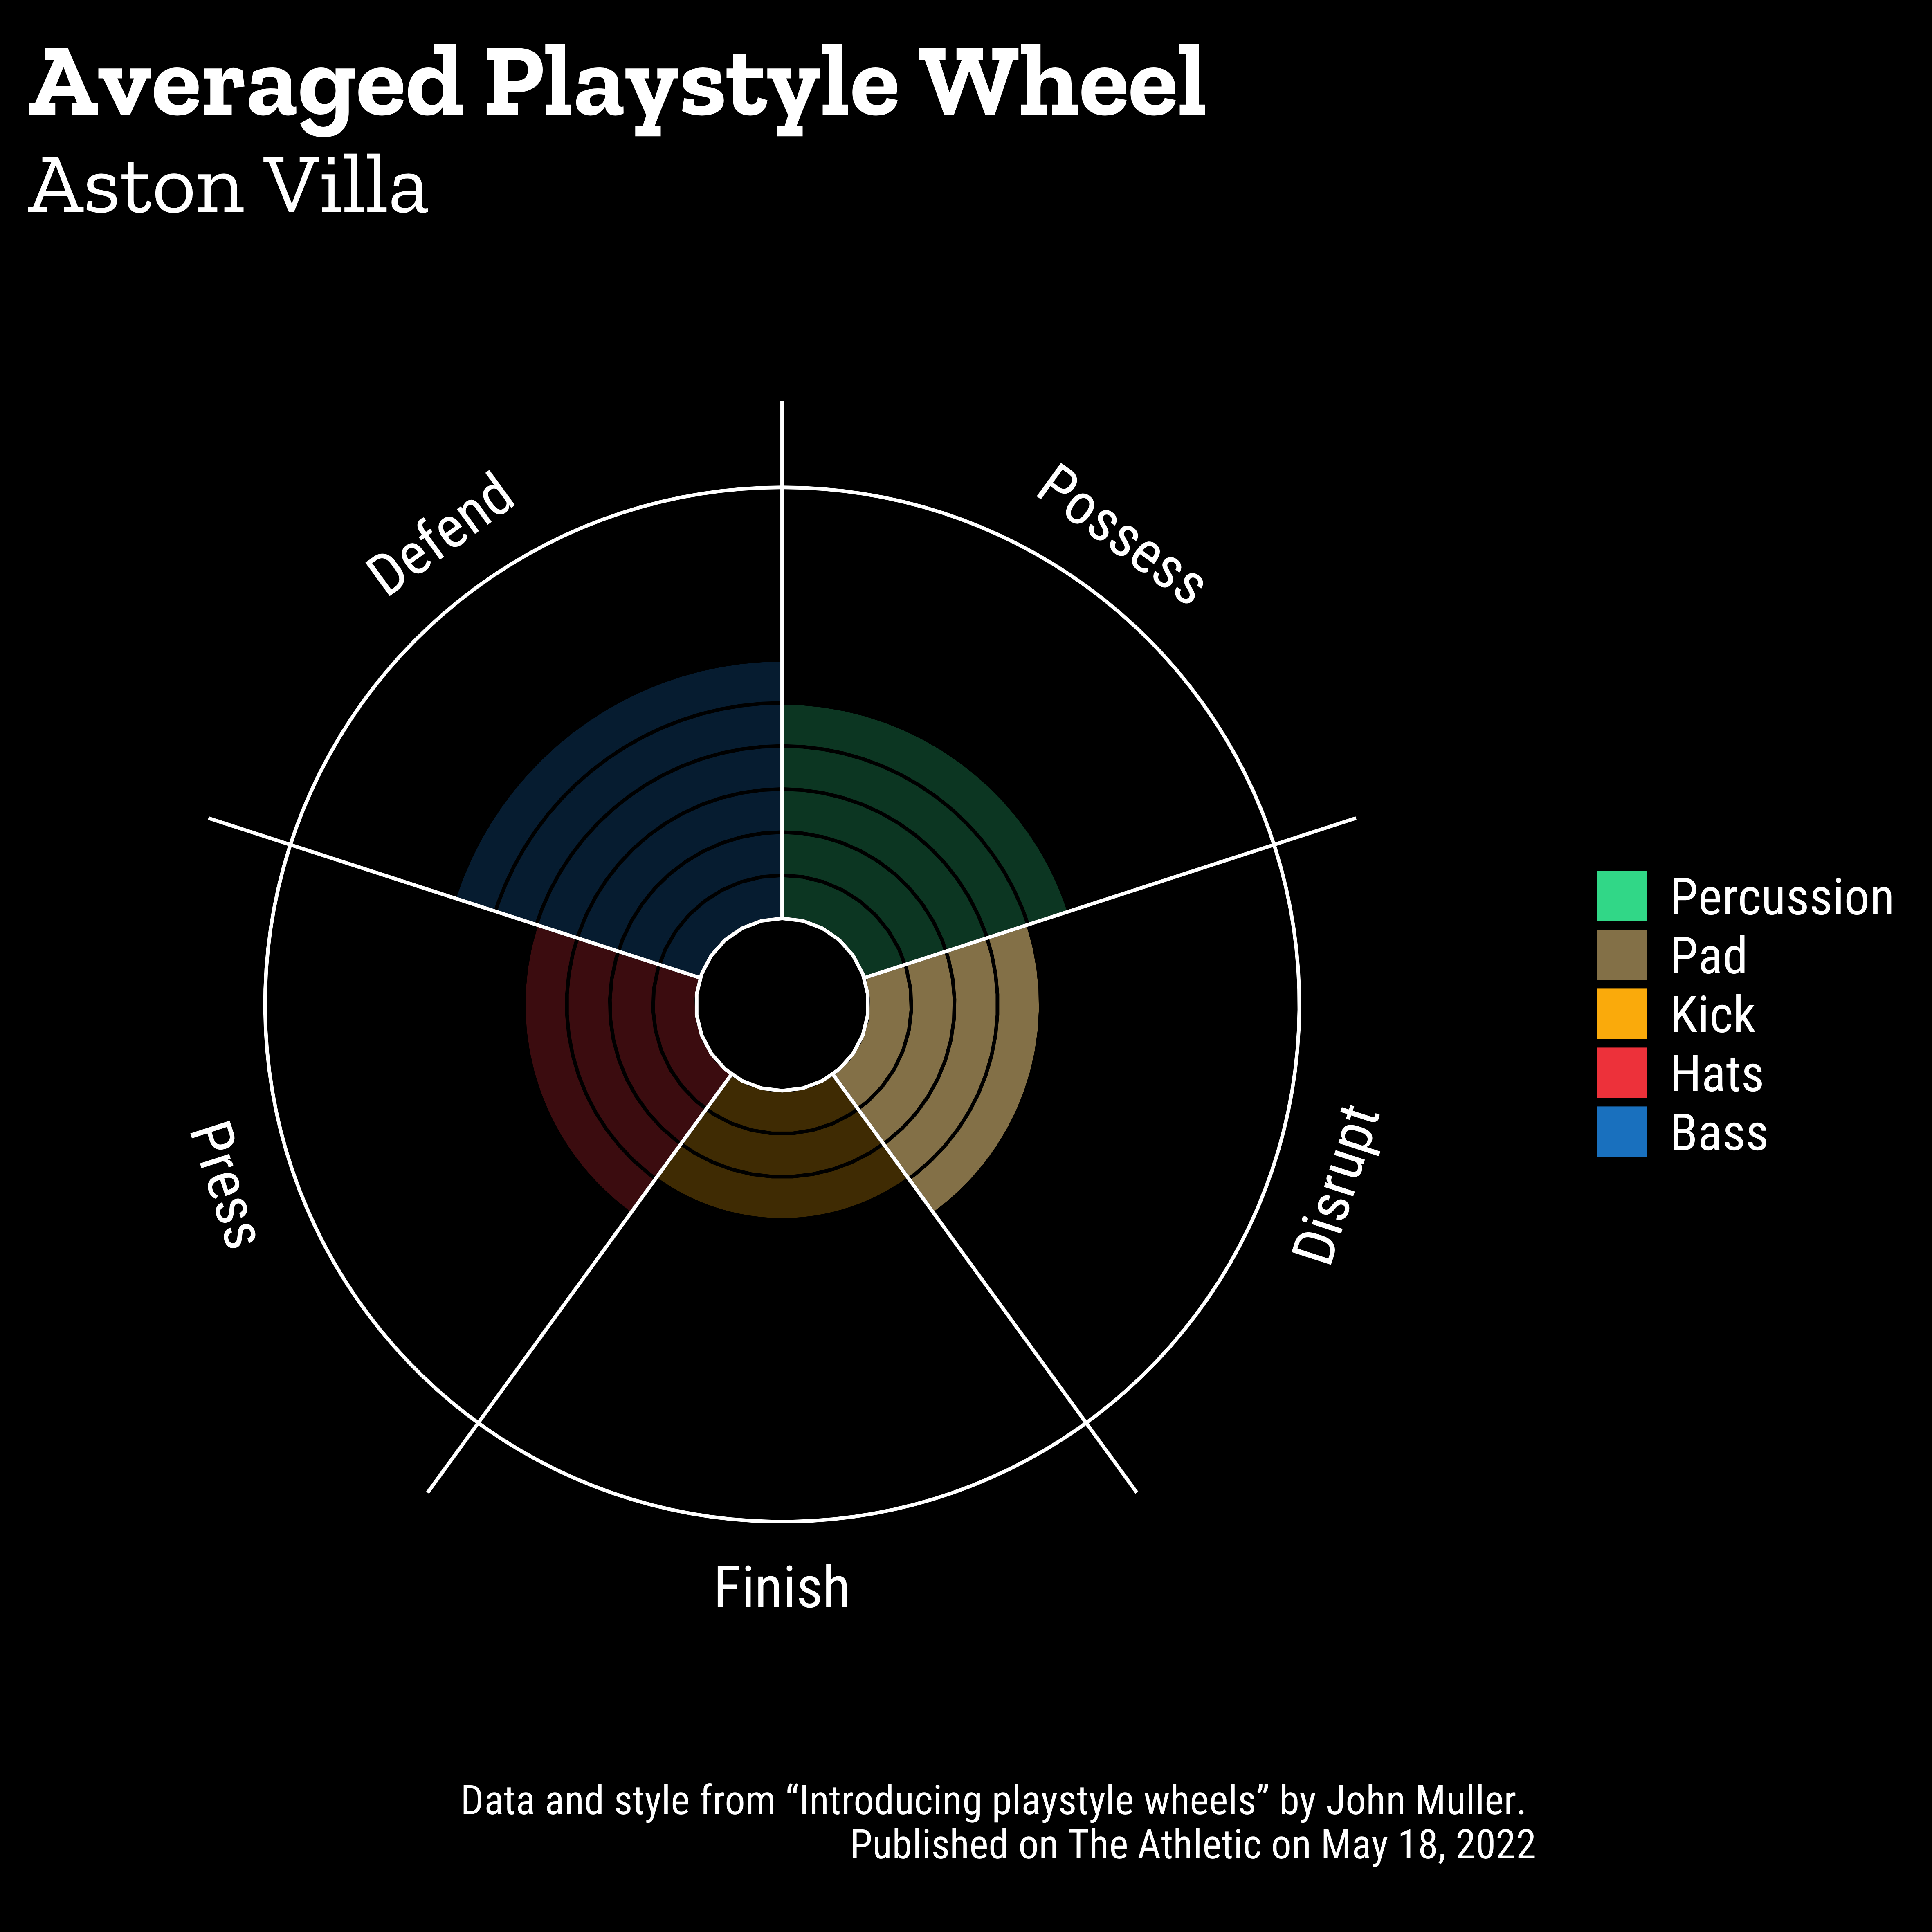 Averaged Playstyle Wheel
Aston Villa
Defend
Possess
Press
Disrupt
Finish
Percussion
Pad
Kick
Hats
Bass
Data and style from “Introducing playstyle wheels” by John Muller.
Published on The Athletic on May 18, 2022